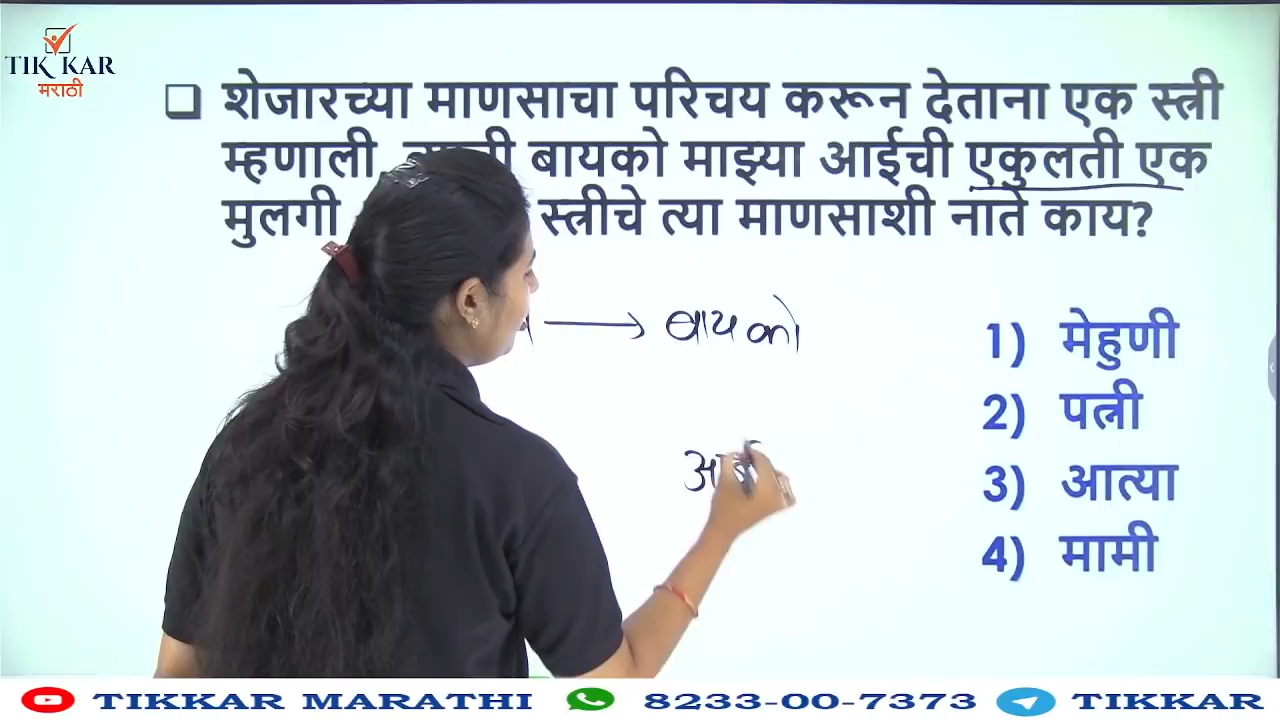 TIK KAR
मराठी
❑ शेजारच्या माणसाचा परिचय करून देताना एक स्त्री
म्हणाली बायको माझ्या आईची एकुलती एक
मुलगी स्त्रीचे त्या माणसाशी नाते काय?
बायको
1) मेहुणी
2) पत्नी
3) आत्या
4) मामी
TIKKAR MARATHI 8233-00-7373 TIKKAR